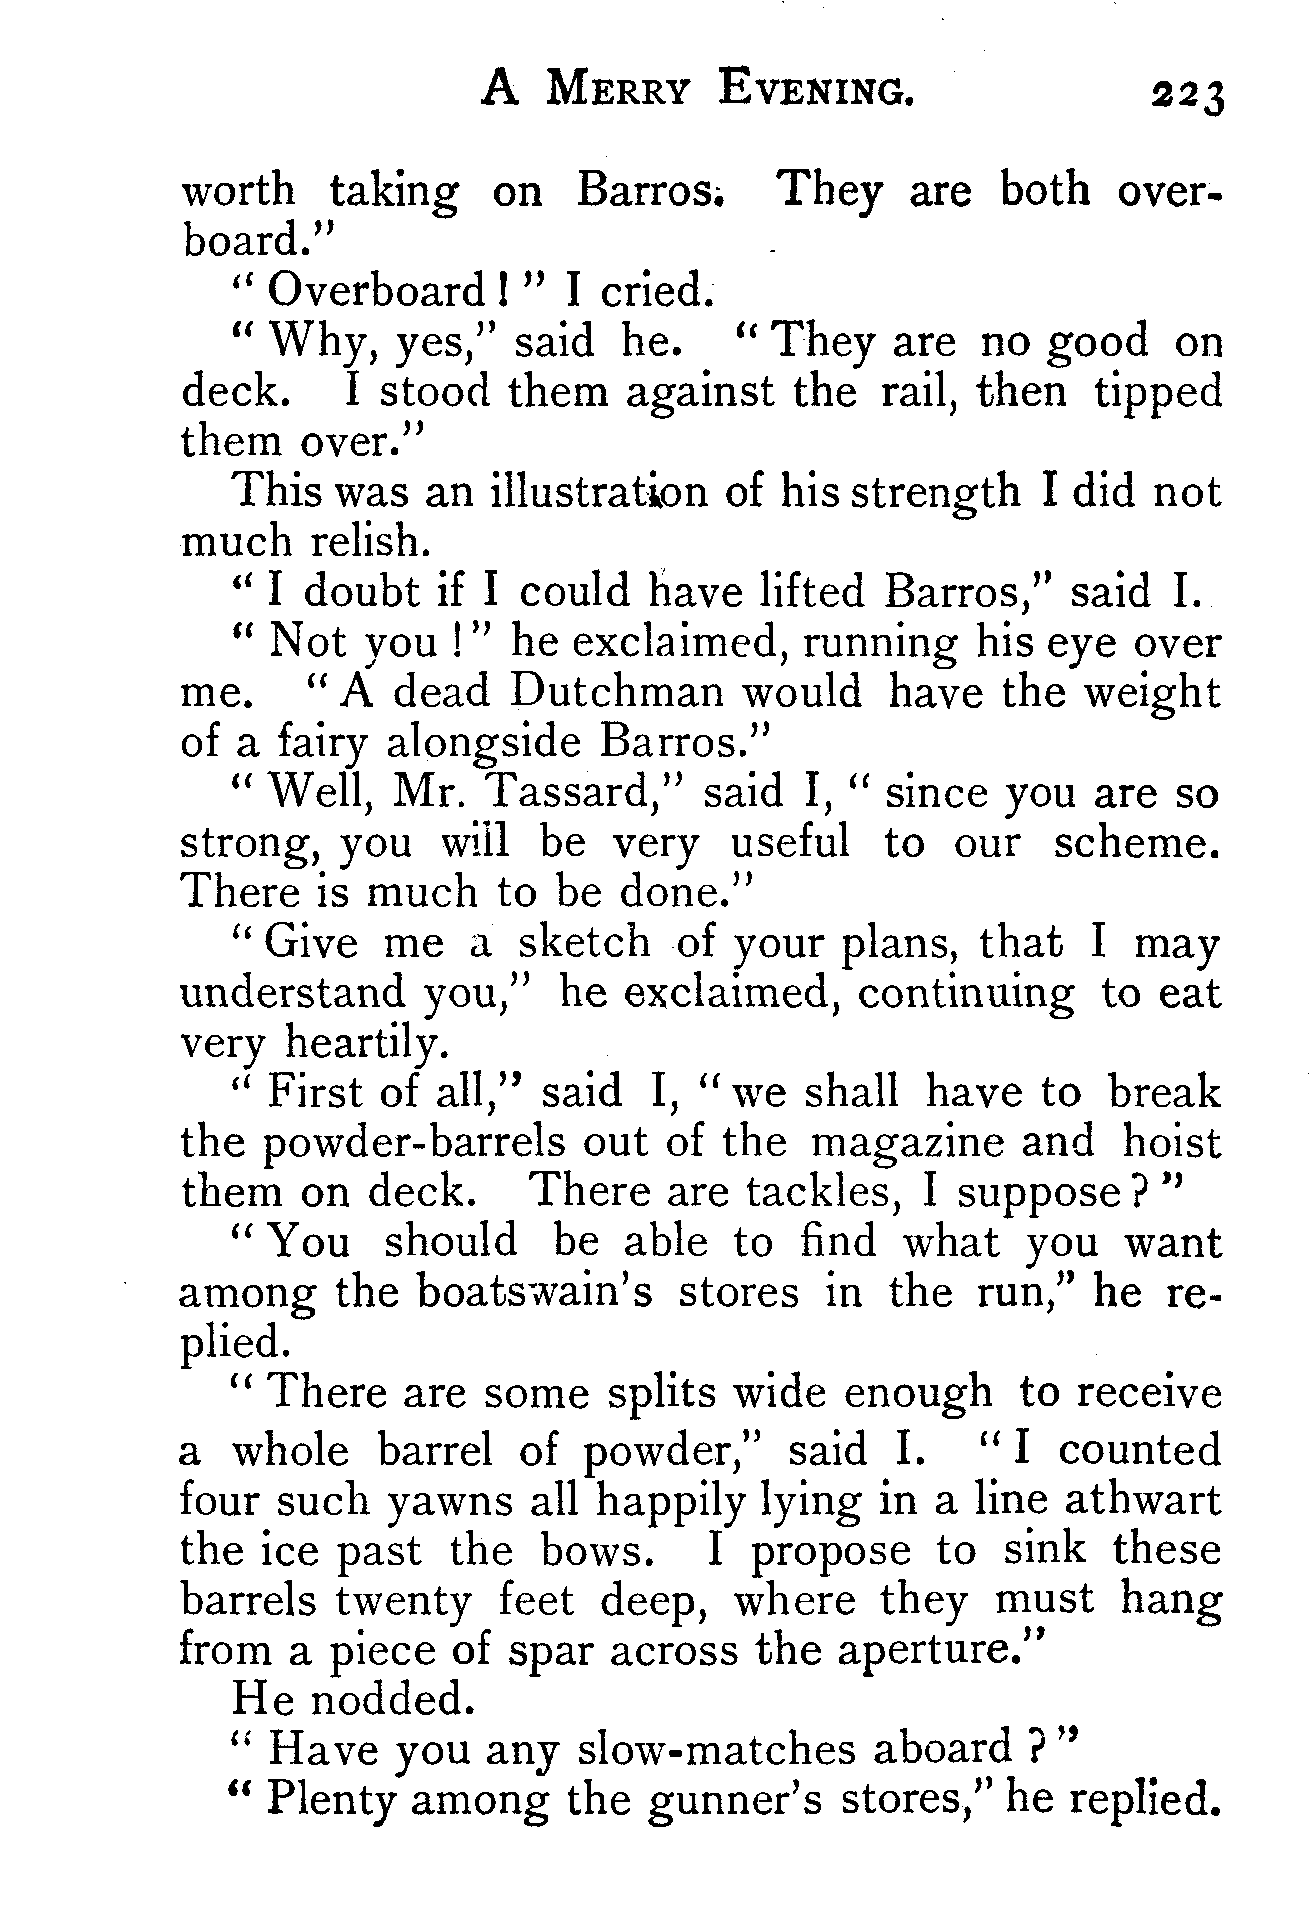 A MERRY EVENING. 223
worth taking on Barros. They are both over-
board."
" Overboard ! " I cried.
" Why, yes," said he. " They are no good on
deck. I stood them against the rail, then tipped
them over."
This was an illustration of his strength I did not
much relish.
" I doubt if I could have lifted Barros," said I.
" Not you !" he exclaimed, running his eye over
me. " A dead Dutchman would have the weight
of a fairy alongside Barros."
" Well, Mr. Tassard," said I, " since you are so
strong, you will be very useful to our scheme.
There is much to be done."
" Give me a sketch of your plans, that I may
understand you," he exclaimed, continuing to eat
very heartily.
" First of all," said I, " we shall have to break
the powder-barrels out of the magazine and hoist
them on deck. There are tackles, I suppose ? "
" You should be able to find what you want
among the boatswain's stores in the run," he re-
plied.
" There are some splits wide enough to receive
a whole barrel of powder," said I. " I counted
four such yawns all happily lying in a line athwart
the ice past the bows. I propose to sink these
barrels twenty feet deep, where they must hang
from a piece of spar across the aperture."
He nodded.
" Have you any slow-matches aboard ? "
" Plenty among the gunner's stores," he replied.